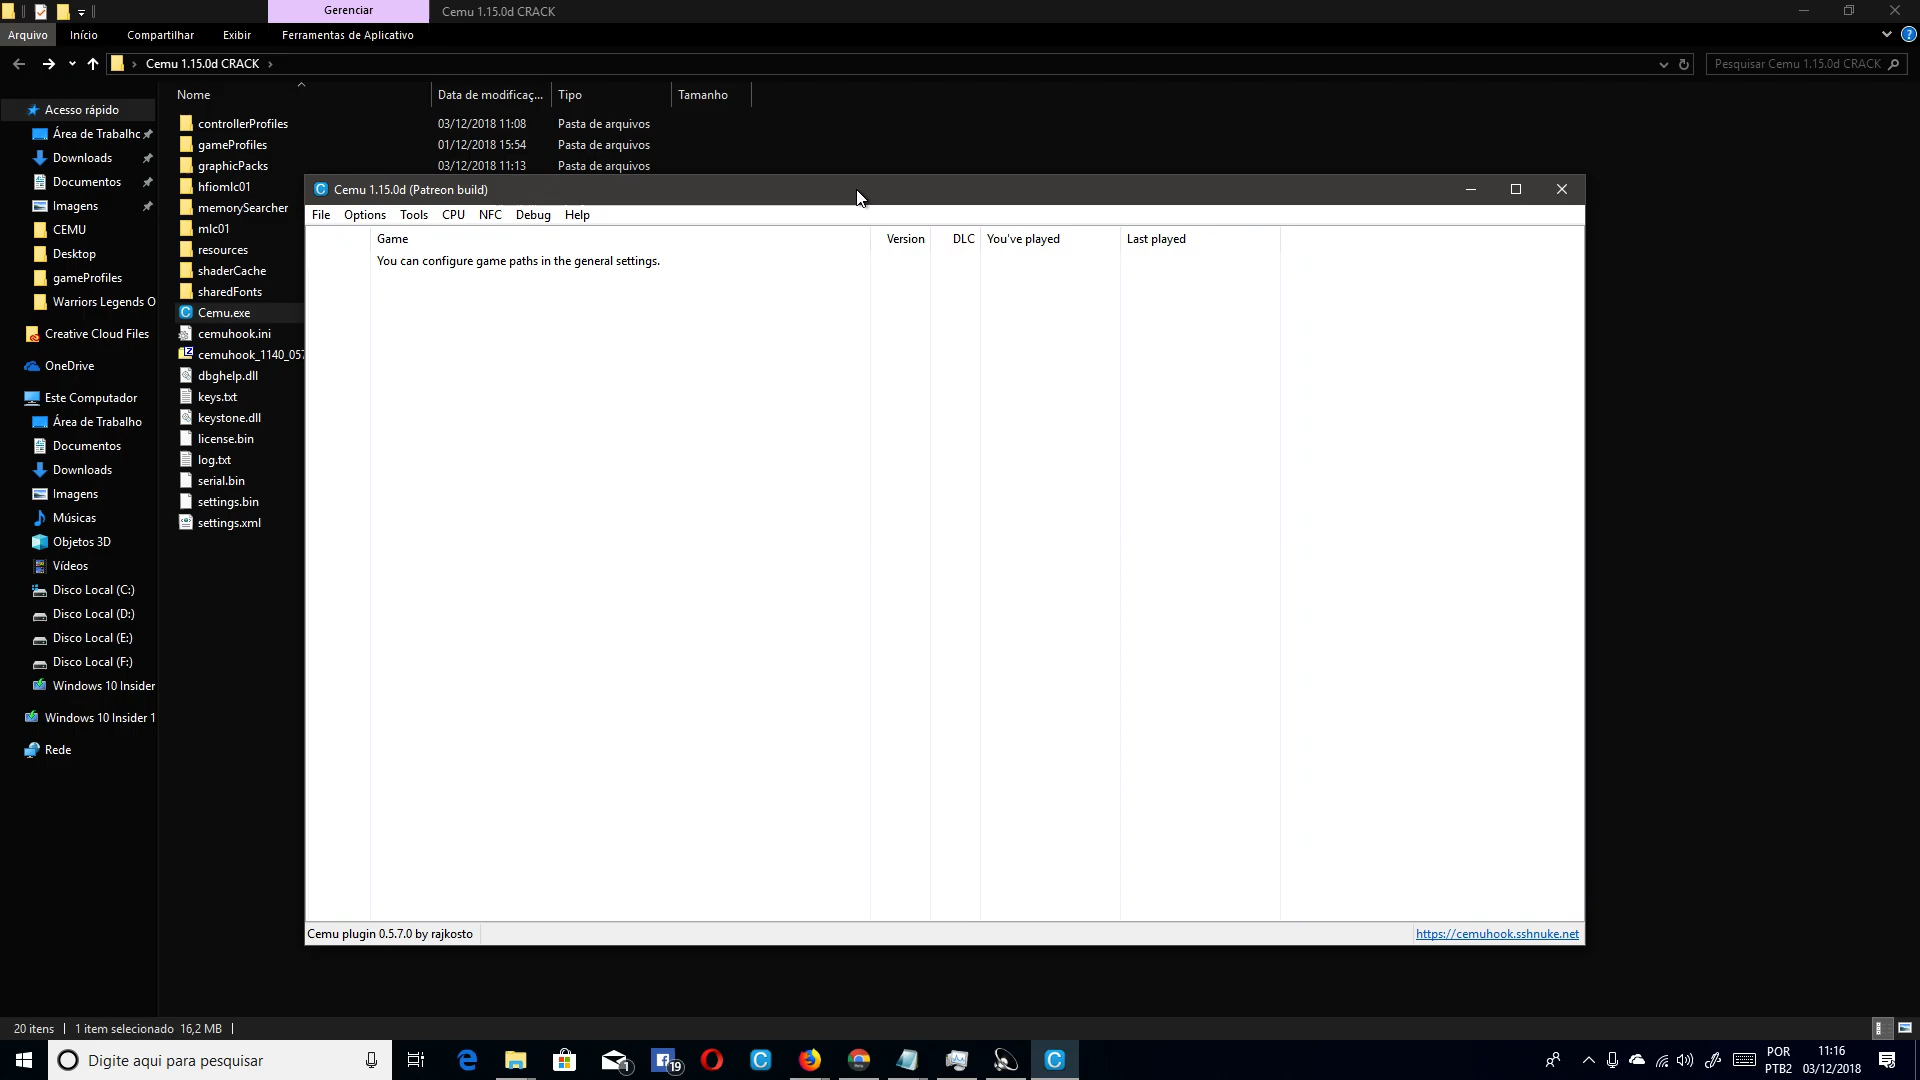 Gerenciar
Cemu 1.15.0d CRACK
Arquivo
Início
Compartilhar
Exibir
Ferramentas de Aplicativo
Cemu 1.15.0d CRACK
Pesquisar Cemu 1.15.0d CRACK
Nome
Data de modificaç...
Tipo
Tamanho
Acesso rápido
Área de Trabalhc
Downloads
Documentos
Imagens
CEMU
Desktop
gameProfiles
Warriors Legends O
Creative Cloud Files
OneDrive
Este Computador
Área de Trabalho
Documentos
Downloads
Imagens
Músicas
Objetos 3D
Vídeos
Disco Local (C:)
Disco Local (D:)
Disco Local (E:)
Disco Local (F:)
Windows 10 Insider
Windows 10 Insider 1
Rede
controllerProfiles 03/12/2018 11:08 Pasta de arquivos
gameProfiles 01/12/2018 15:54 Pasta de arquivos
graphicPacks 03/12/2018 11:13 Pasta de arquivos
hfiomlc01
memorySearcher
mlc01
resources
shaderCache
sharedFonts
Cemu.exe
cemuhook.ini
cemuhook_1140_057
dbghelp.dll
keys.txt
keystone.dll
license.bin
log.txt
serial.bin
settings.bin
settings.xml
Cemu 1.15.0d (Patreon build)
File Options Tools CPU NFC Debug Help
Game Version DLC You've played Last played
You can configure game paths in the general settings.
Cemu plugin 0.5.7.0 by rajkosto
https://cemuhook.sshnuke.net
20 itens
1 item selecionado 16,2 MB
Digite aqui para pesquisar
1
19
POR
PTB2
11:16
03/12/2018